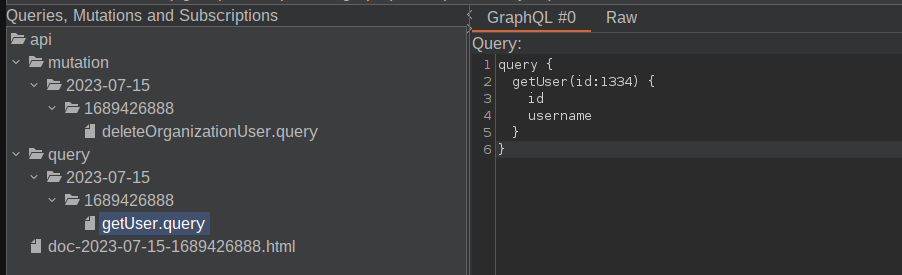 Queries, Mutations and Subscriptions
api
mutation
2023-07-15
1689426888
deleteOrganizationUser.query
query
2023-07-15
1689426888
getUser.query
doc-2023-07-15-1689426888.html
GraphQL #0 Raw
Query:
1 query {
2 getUser(id:1334) {
3 id
4 username
5 }
6 }